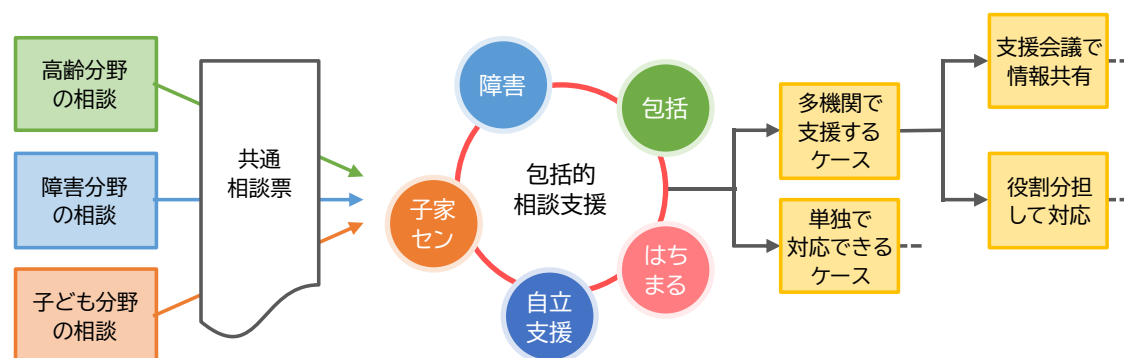 高齢分野
の相談
障害分野
の相談
子ども分野
の相談
共通
相談票
障害
包括
子家
セン
包括的
相談支援
はち
まる
自立
支援
多機関で
支援する
ケース
単独で
対応できる
ケース
支援会議で
情報共有
役割分担
して対応